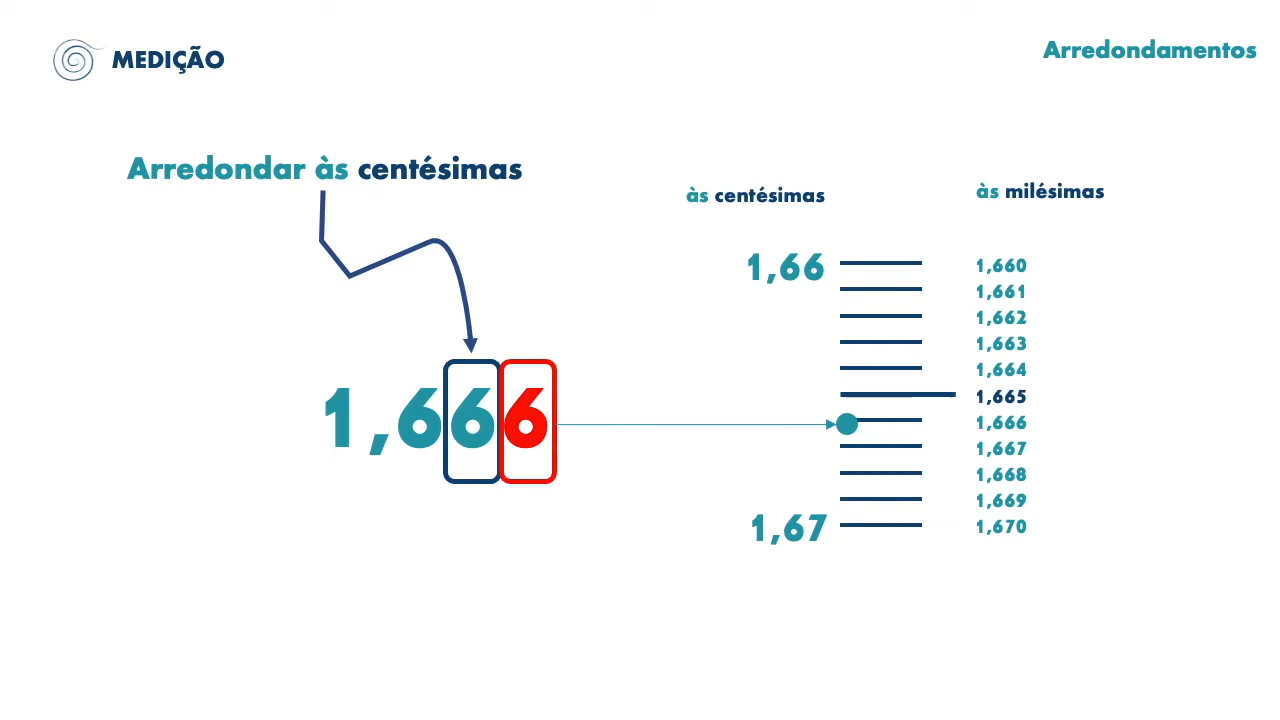 MEDIÇÃO
Arredondamentos
Arredondar às centésimas
1,666
às centésimas
1,66
1,67
às milésimas
1,660
1,661
1,662
1,663
1,664
1,665
1,666
1,667
1,668
1,669
1,670